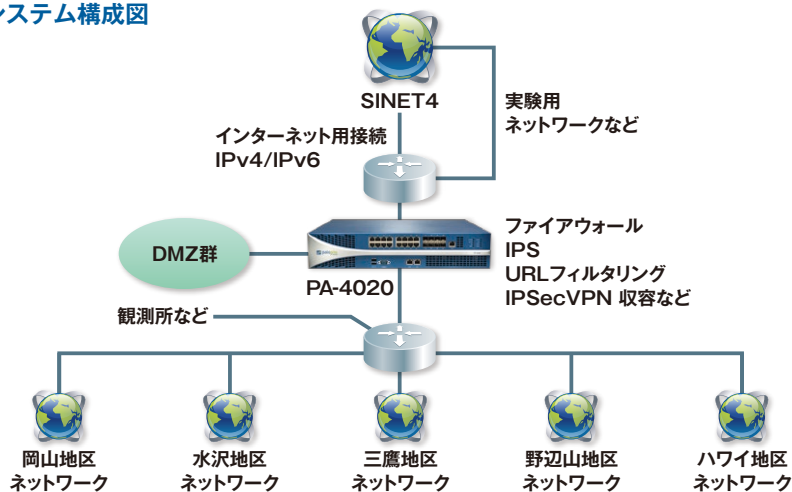 システム構成図
SINET4
実験用
ネットワークなど
インターネット用接続
IPv4/IPv6
DMZ群
PA-4020
ファイアウォール
IPS
URLフィルタリング
IPSecVPN 収容など
観測所など
岡山地区
ネットワーク
水沢地区
ネットワーク
三鷹地区
ネットワーク
野辺山地区
ネットワーク
ハワイ地区
ネットワーク